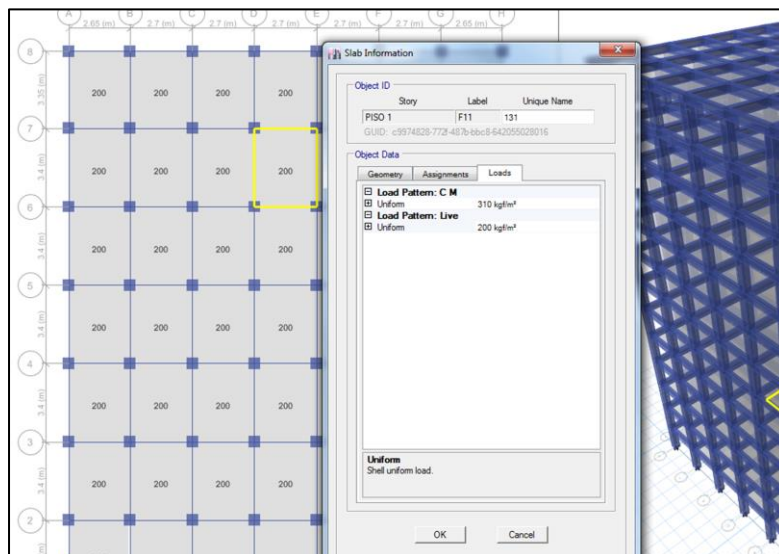 A B C D E F G H
2.65 (m) 2.7 (m) 2.7 (m) 2.7 (m) 2.7 (m) 2.7 (m) 2.65 (m)
8
3.35 (m)
200 200 200 200
7
3.4 (m)
200 200 200 200
6
3.4 (m)
200 200 200 200
5
3.4 (m)
200 200 200 200
4
3.4 (m)
200 200 200 200
3
3.4 (m)
200 200 200 200
2
Slab Information
Object ID
Story Label Unique Name
PISO 1 F11 131
GUID: c9974828-772f-487b-bbc8-642055028016
Object Data
Geometry Assignments Loads
Load Pattern: C M
Uniform 310 kgf/m²
Load Pattern: Live
Uniform 200 kgf/m²
Uniform
Shell uniform load.
OK Cancel